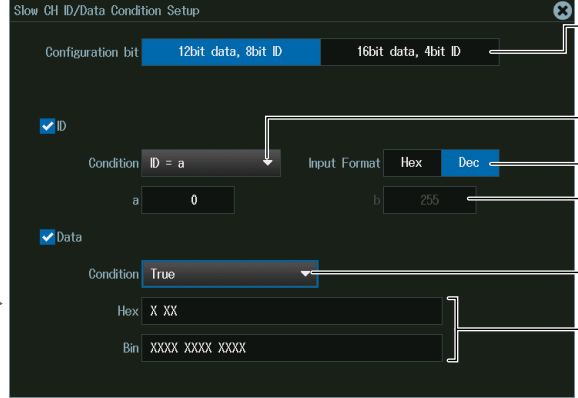 Slow CH ID/Data Condition Setup
Configuration bit 12bit data, 8bit ID 16bit data, 4bit ID
ID
Condition ID = a Input Format Hex Dec
a 0 b 255
Data
Condition True
Hex X XX
Bin XXXX XXXX XXXX